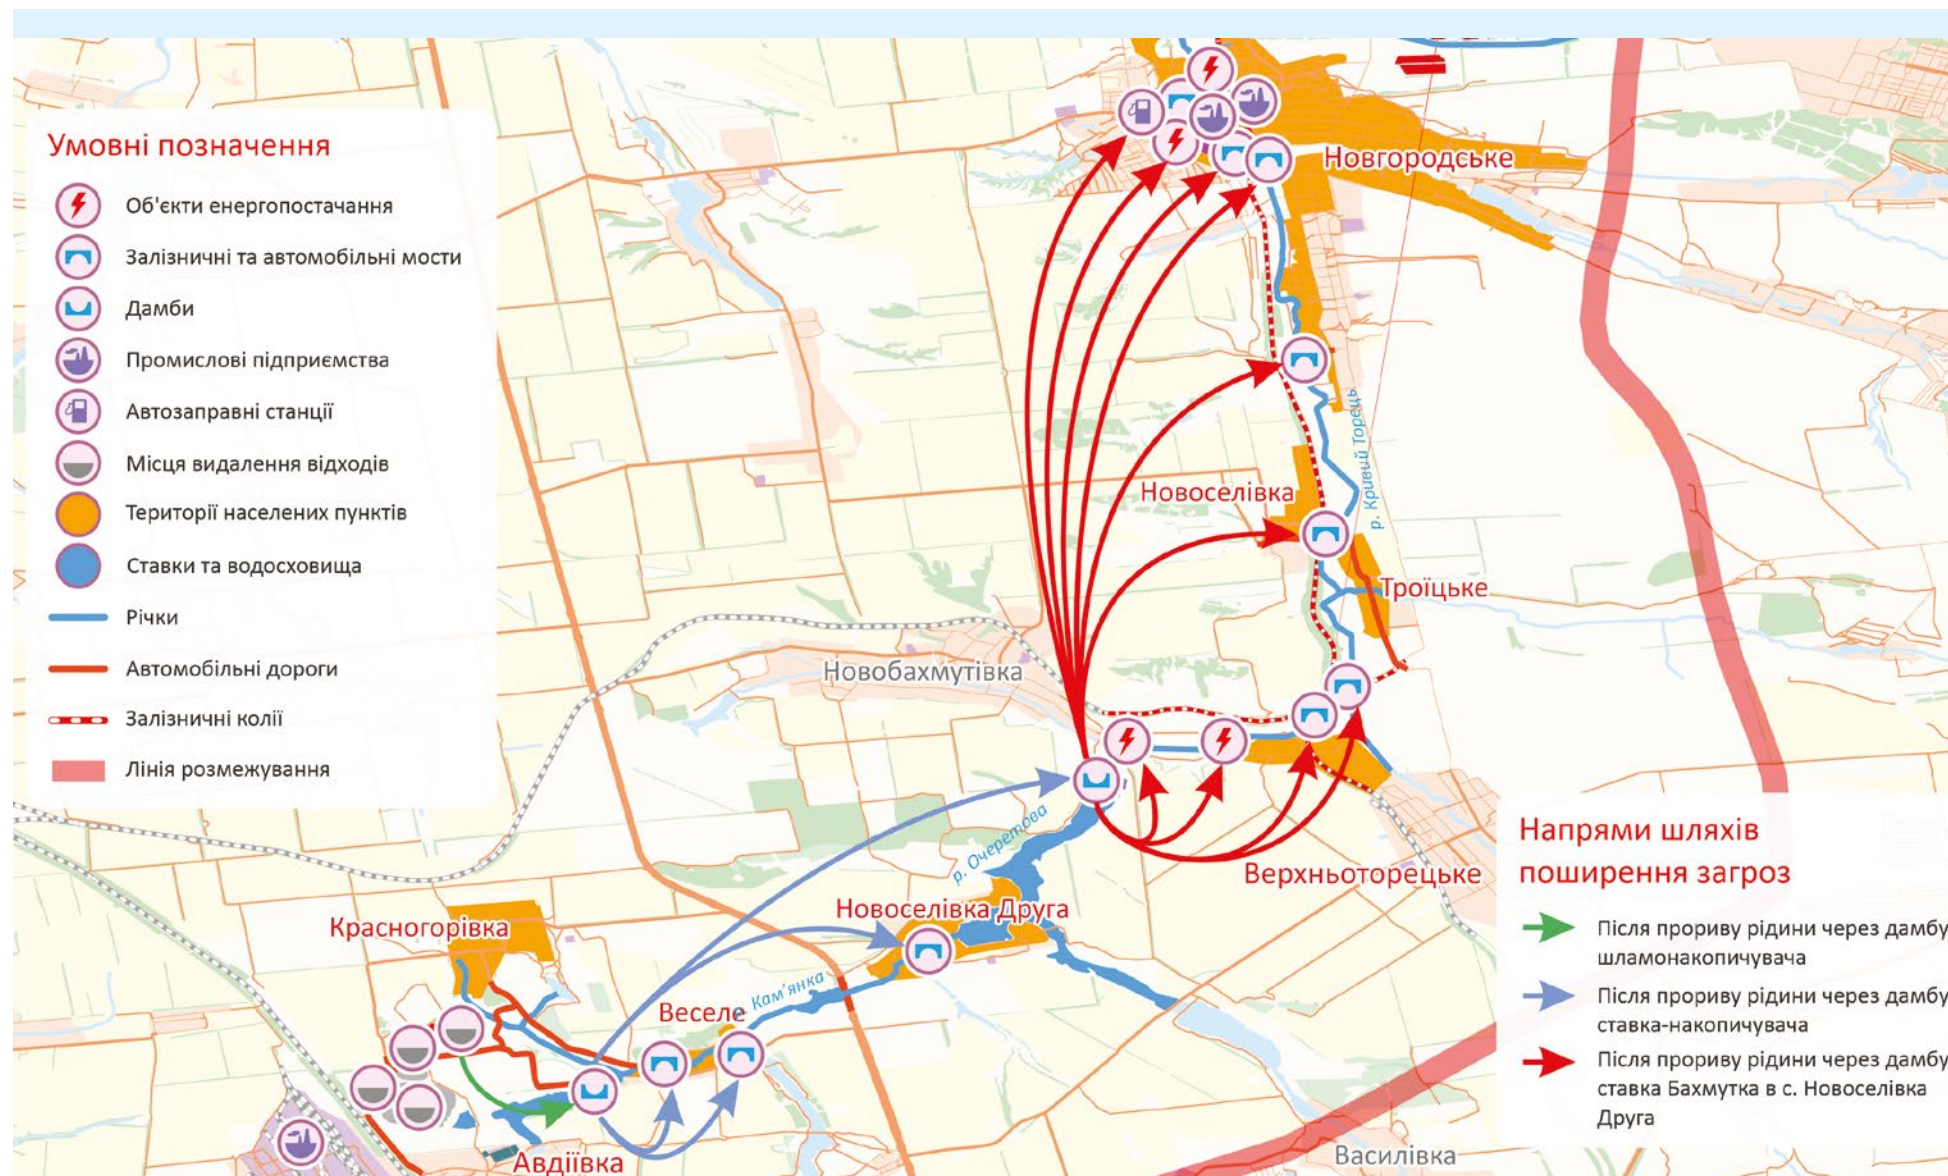 Умовні позначення
Об'єкти енергопостачання
Залізничні та автомобільні мости
Дамби
Промислові підприємства
Автозаправні станції
Місця видалення відходів
Території населених пунктів
Ставки та водосховища
Річки
Автомобільні дороги
Залізничні колії
Лінія розмежування
Новгородське
р. Кривий Торець
Новоселівка
Троїцьке
Новобахмутівка
р. Очеретова
Верхньоторецьке
Новоселівка Друга
Красногорівка
р. Кам'янка
Веселе
Авдіївка
Василівка
Напрями шляхів
поширення загроз
Після прориву рідини через дамбу
шламонакопичувача
Після прориву рідини через дамбу
ставка-накопичувача
Після прориву рідини через дамбу
ставка Бахмутка в с. Новоселівка
Друга